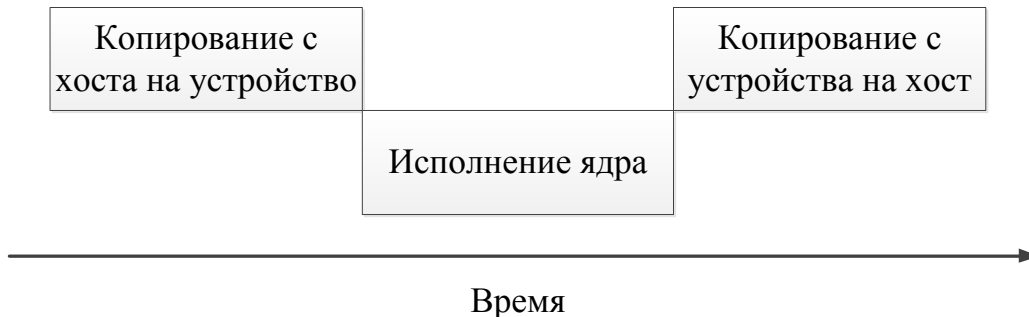 Копирование с
хоста на устройство
Исполнение ядра
Копирование с
устройства на хост
Время